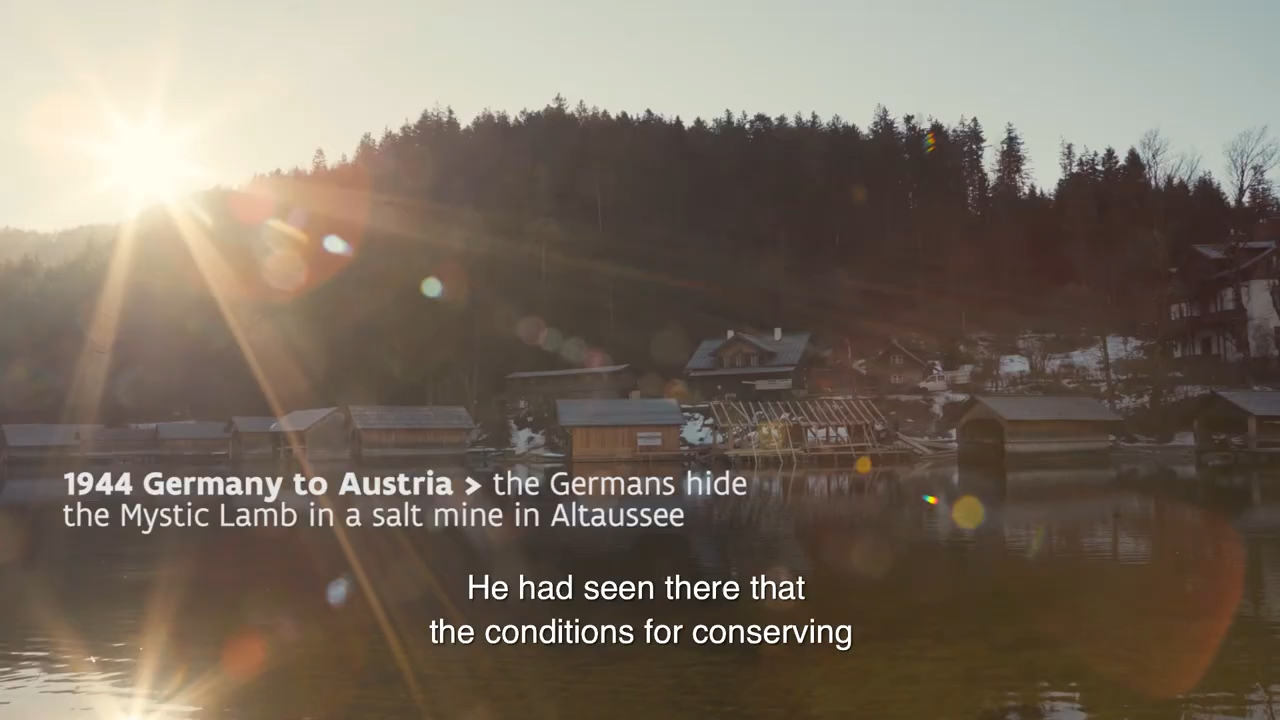 1944 Germany to Austria > the Germans hide
the Mystic Lamb in a salt mine in Altaussee
He had seen there that
the conditions for conserving